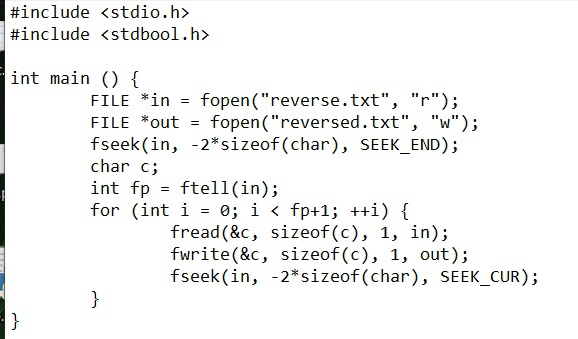 #include <stdio.h>
#include <stdbool.h>

int main () {
        FILE *in = fopen("reverse.txt", "r");
        FILE *out = fopen("reversed.txt", "w");
        fseek(in, -2*sizeof(char), SEEK_END);
        char c;
        int fp = ftell(in);
        for (int i = 0; i < fp+1; ++i) {
                fread(&c, sizeof(c), 1, in);
                fwrite(&c, sizeof(c), 1, out);
                fseek(in, -2*sizeof(char), SEEK_CUR);
        }
}